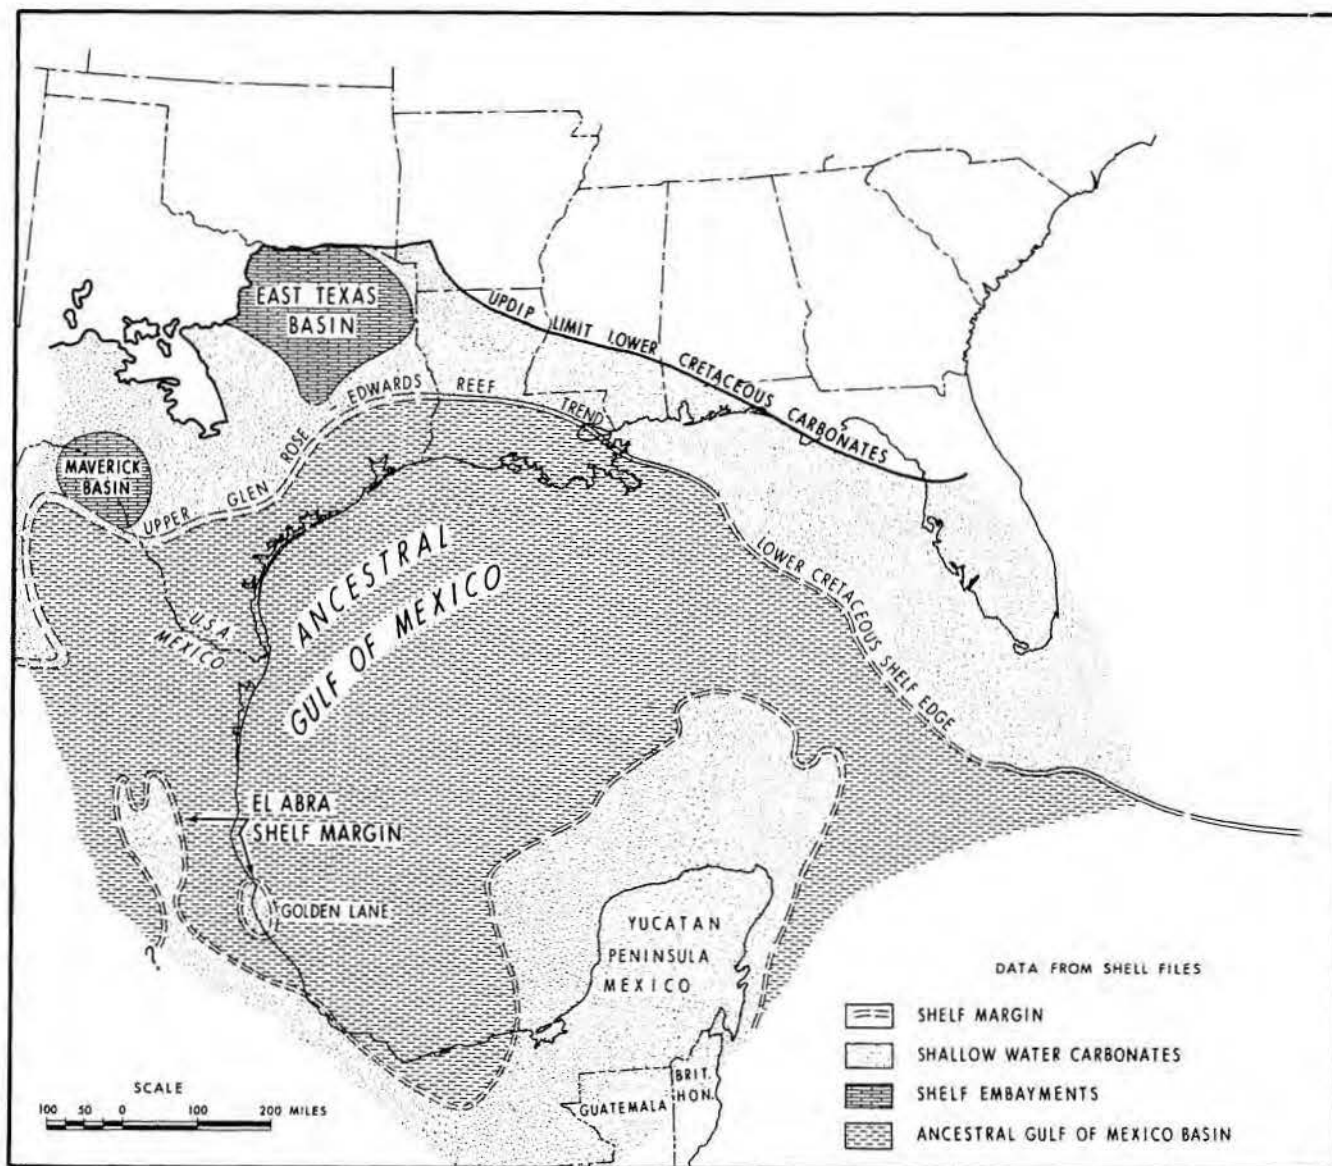 EAST TEXAS
BASIN
UPDIP LIMIT LOWER CRETACEOUS CARBONATES
MAVERICK
BASIN
UPPER GLEN ROSE - EDWARDS REEF TREND
LOWER CRETACEOUS SHELF EDGE
ANCESTRAL
GULF OF MEXICO
U.S.A.
MEXICO
EL ABRA
SHELF MARGIN
GOLDEN LANE
?
YUCATAN
PENINSULA
MEXICO
GUATEMALA
BRIT.
HON.
DATA FROM SHELL FILES
SHELF MARGIN
SHALLOW WATER CARBONATES
SHELF EMBAYMENTS
ANCESTRAL GULF OF MEXICO BASIN
SCALE
100 50 0 100 200 MILES